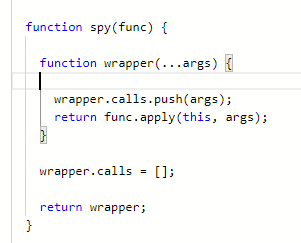 function spy(func) {
function wrapper(...args) {
wrapper.calls.push(args);
return func.apply(this, args);
}
wrapper.calls = [];
return wrapper;
}